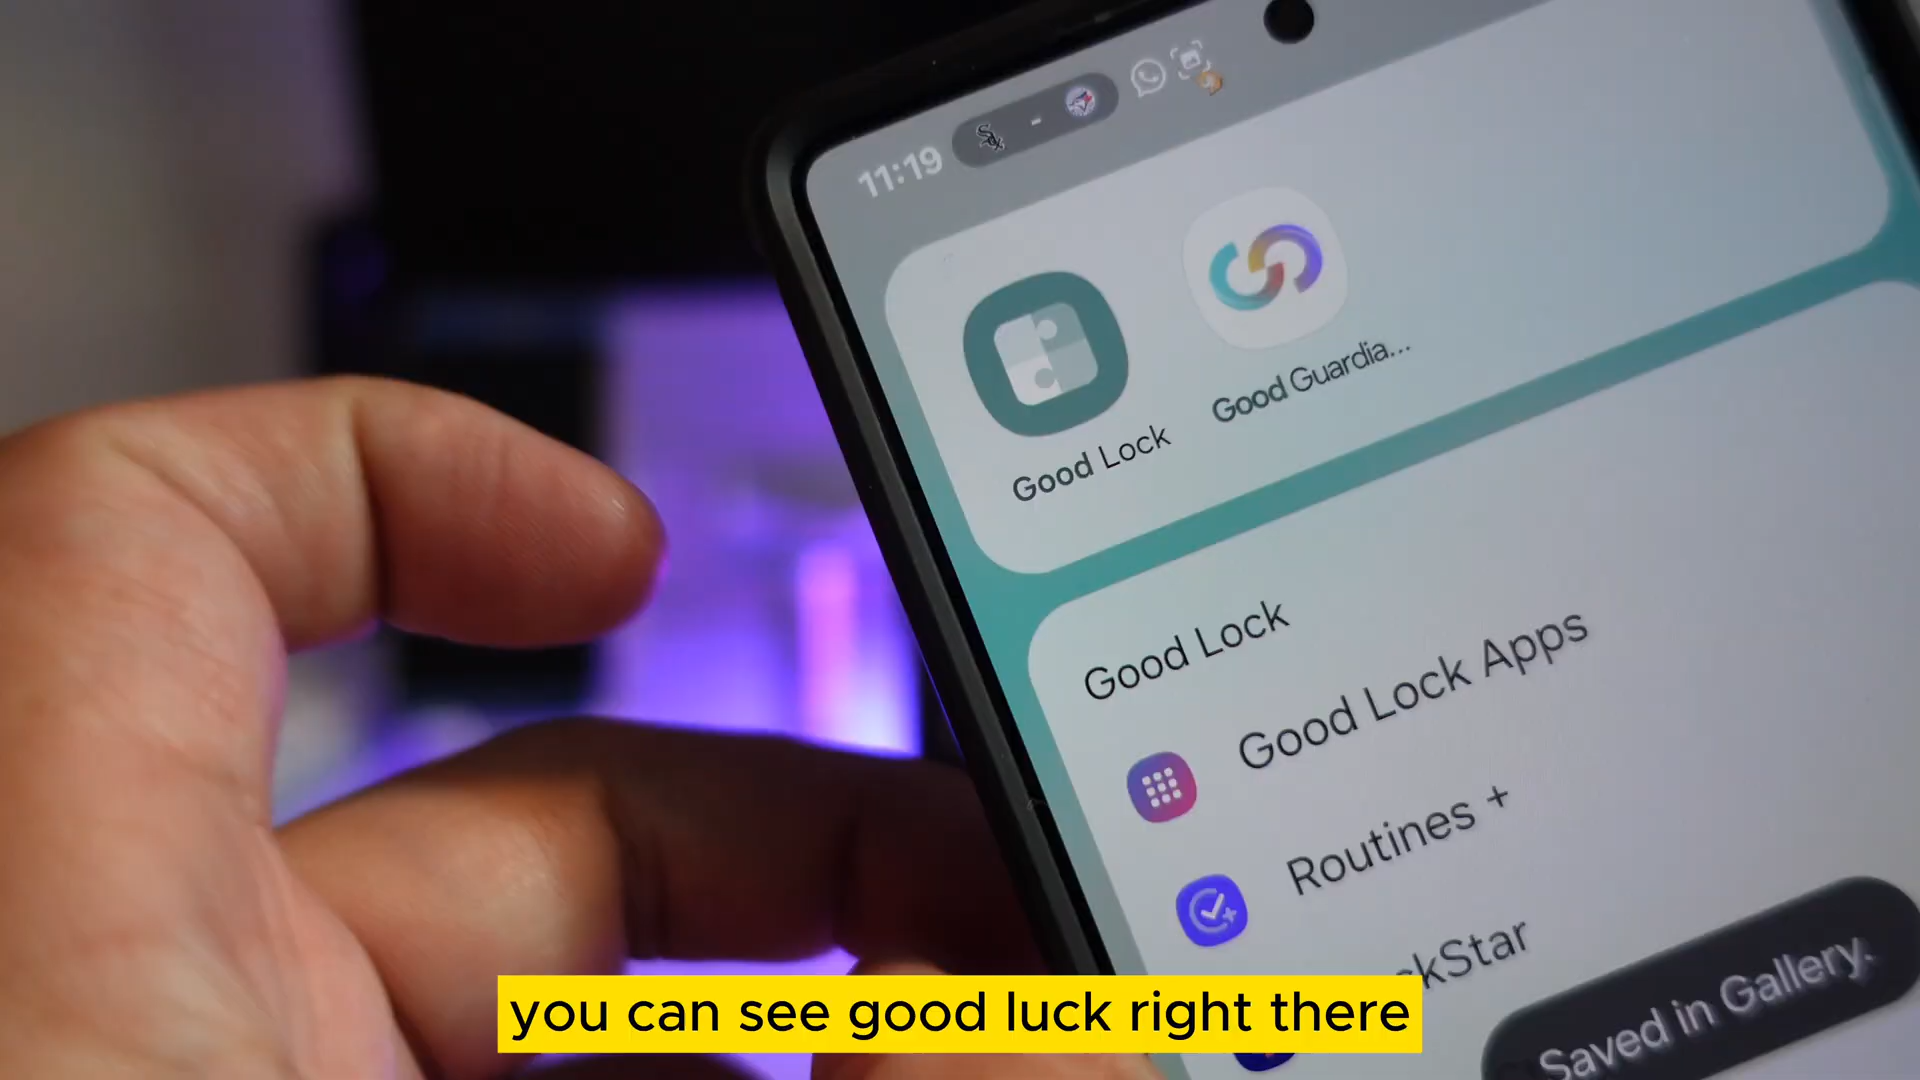 11:19
Good Lock
Good Guardia...
Good Lock
Good Lock Apps
Routines +
ckStar
Saved in Gallery.
you can see good luck right there